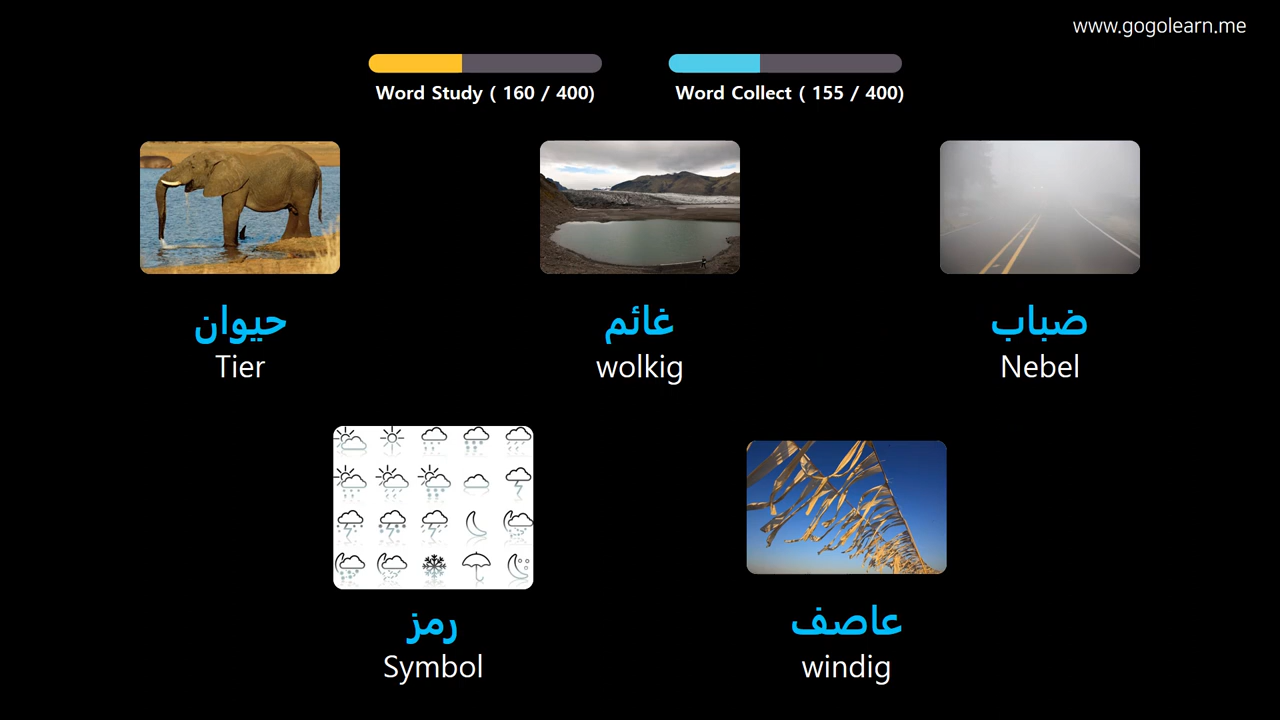 www.gogolearn.me
Word Study ( 160 / 400)
Word Collect ( 155 / 400)
حيوان
Tier
غائم
wolkig
ضباب
Nebel
رمز
Symbol
عاصف
windig